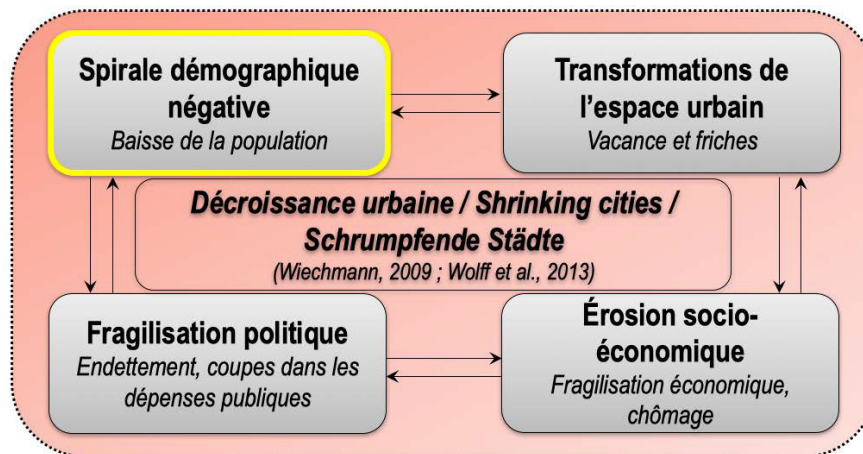 Spirale démographique
négative
Baisse de la population
Transformations de
l’espace urbain
Vacance et friches
Décroissance urbaine / Shrinking cities /
Schrumpfende Städte
(Wiechmann, 2009 ; Wolff et al., 2013)
Fragilisation politique
Endettement, coupes dans les
dépenses publiques
Érosion socio-
économique
Fragilisation économique,
chômage